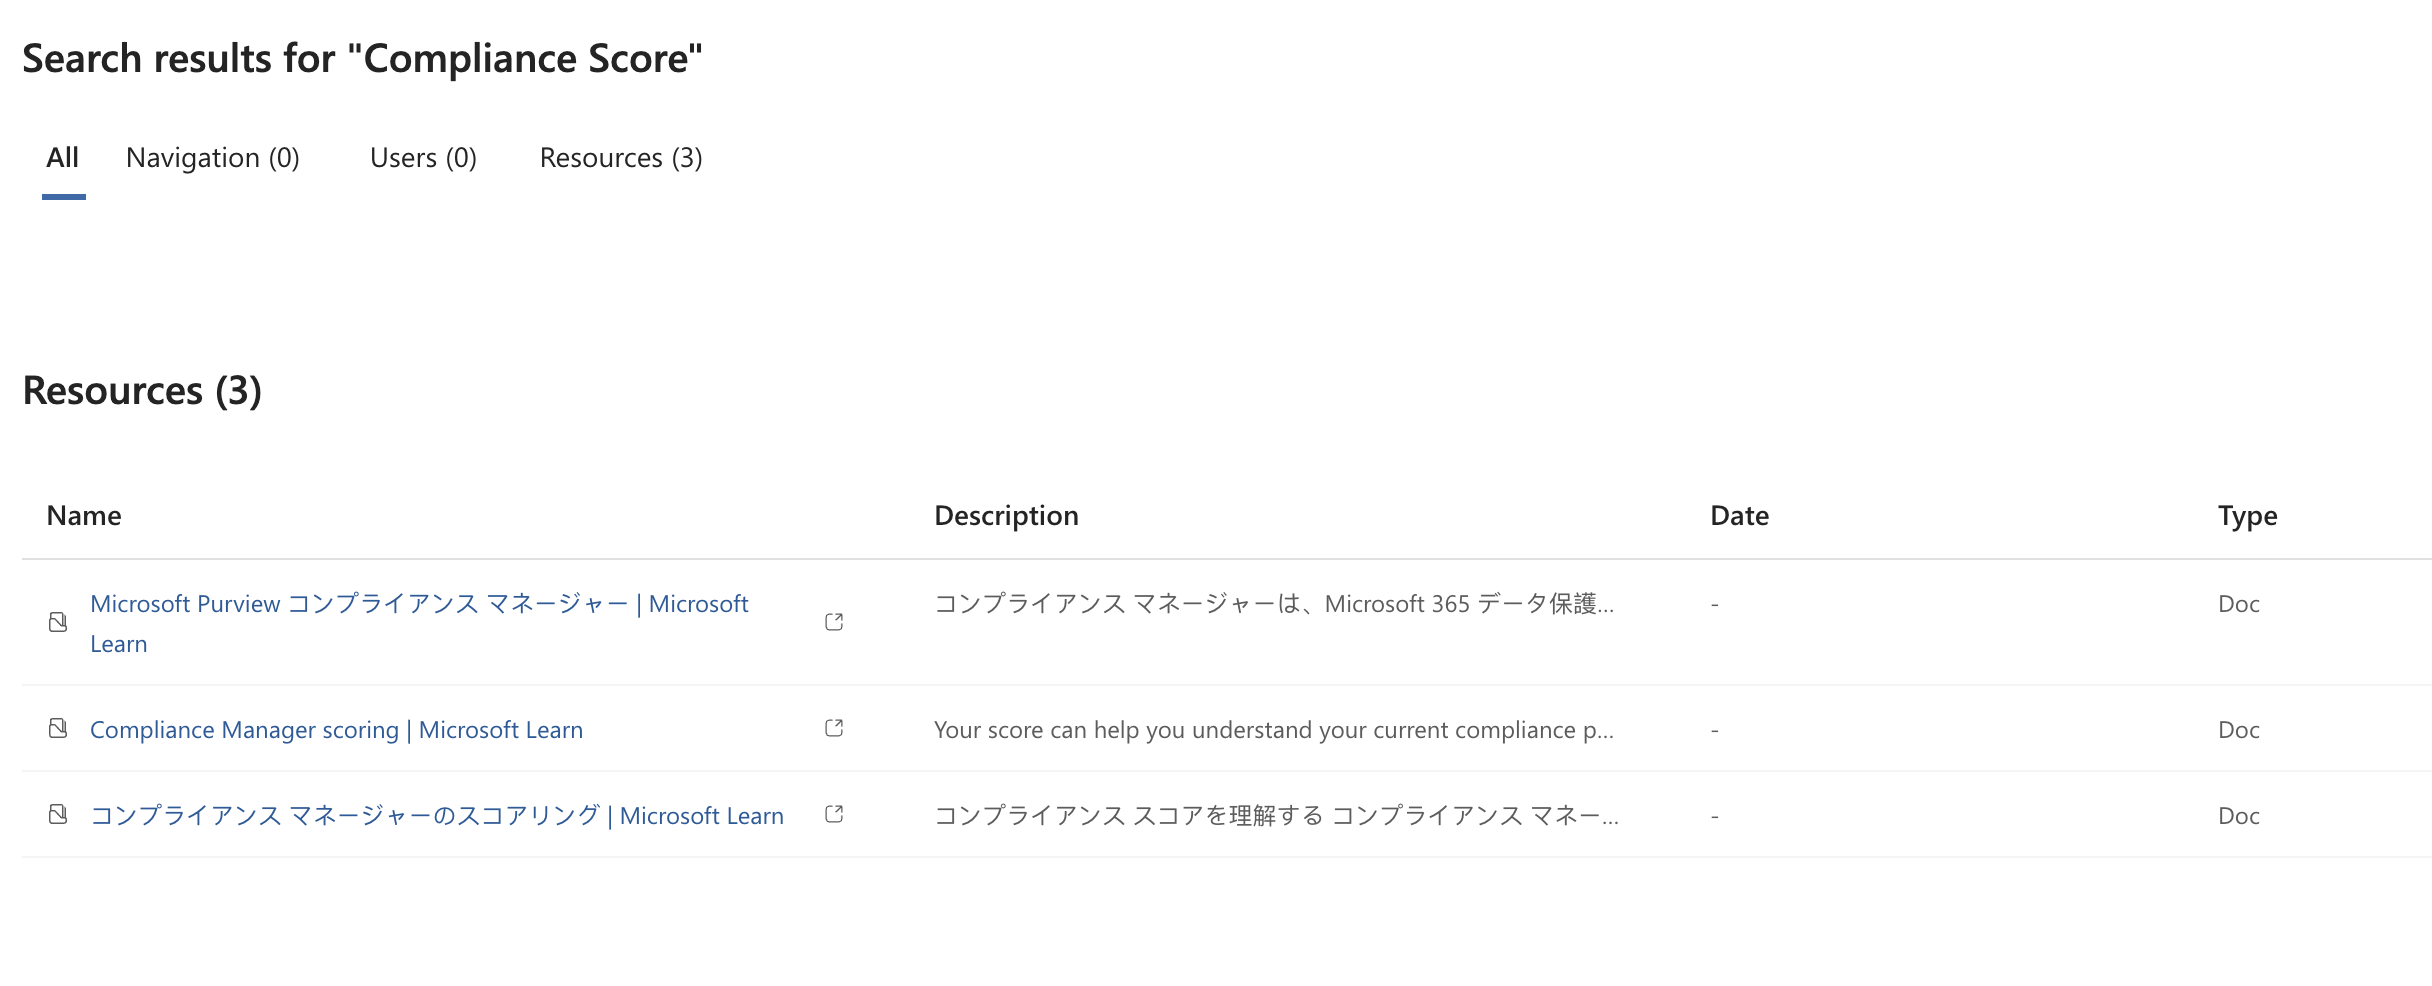 Search results for "Compliance Score"
All Navigation (0) Users (0) Resources (3)
Resources (3)
Name Description Date Type
Microsoft Purview コンプライアンス マネージャー | Microsoft コンプライアンス マネージャーは、Microsoft 365 データ保護... - Doc
Learn
Compliance Manager scoring | Microsoft Learn Your score can help you understand your current compliance p... - Doc
コンプライアンス マネージャーのスコアリング | Microsoft Learn コンプライアンス スコアを理解する コンプライアンス マネー... - Doc